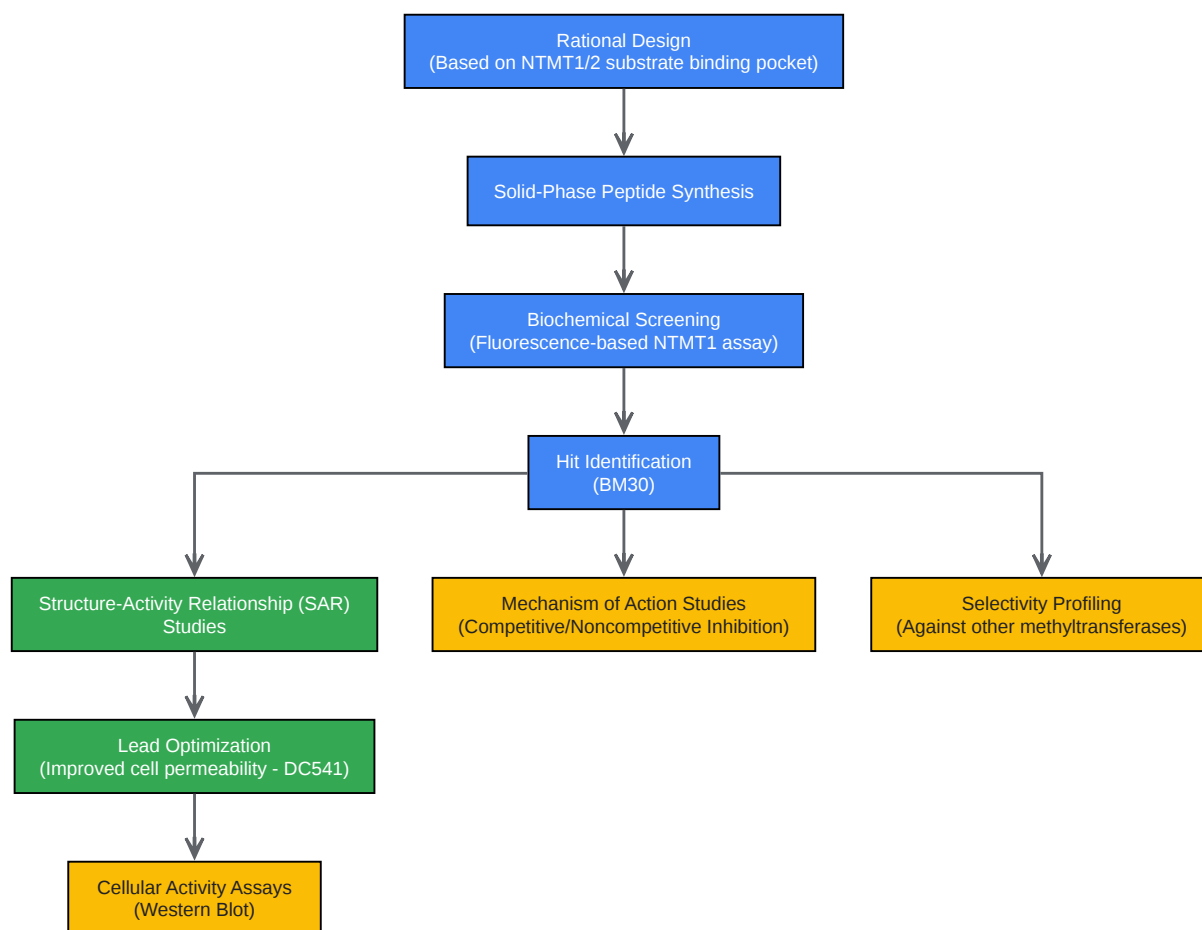 Rational Design
(Based on NTMT1/2 substrate binding pocket)
Solid-Phase Peptide Synthesis
Biochemical Screening
(Fluorescence-based NTMT1 assay)
Hit Identification
(BM30)
Structure-Activity Relationship (SAR)
Studies
Mechanism of Action Studies
(Competitive/Noncompetitive Inhibition)
Selectivity Profiling
(Against other methyltransferases)
Lead Optimization
(Improved cell permeability - DC541)
Cellular Activity Assays
(Western Blot)